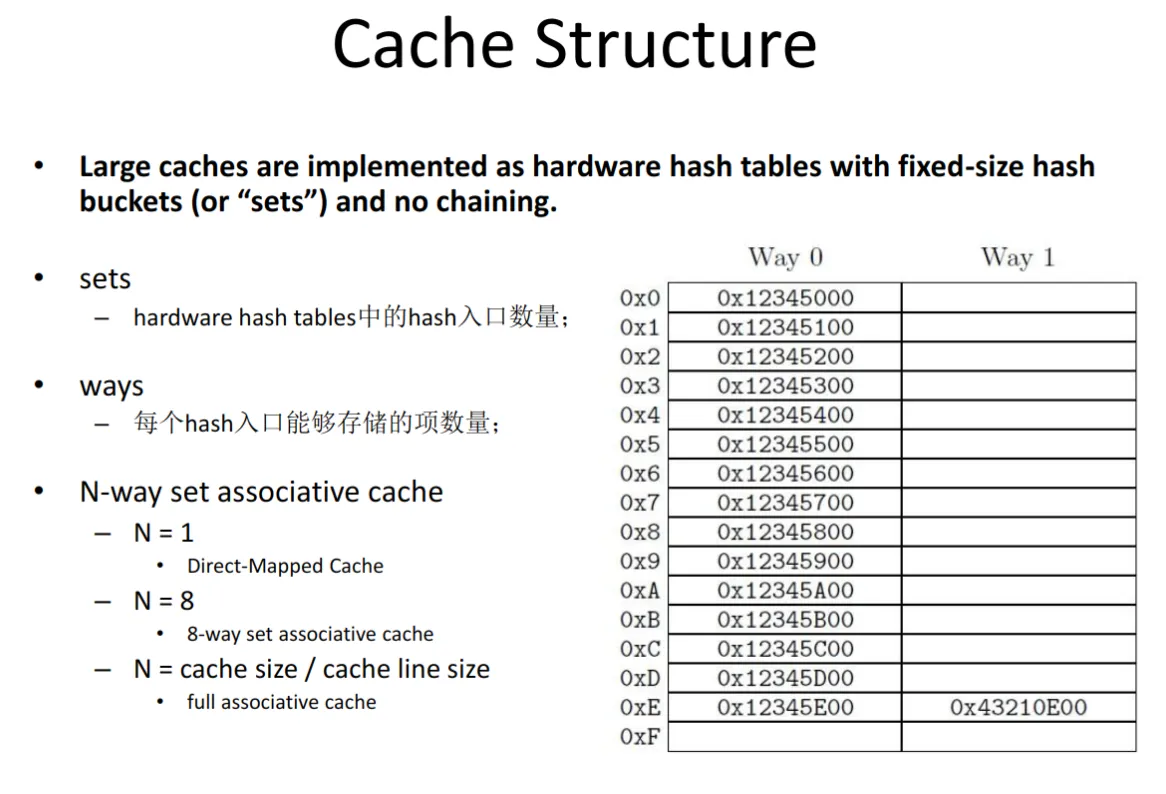 Cache Structure
• Large caches are implemented as hardware hash tables with fixed-size hash
buckets (or “sets”) and no chaining.
• sets
– hardware hash tables中的hash入口数量；
• ways
– 每个hash入口能够存储的项数量；
• N-way set associative cache
– N = 1
• Direct-Mapped Cache
– N = 8
• 8-way set associative cache
– N = cache size / cache line size
• full associative cache
Way 0 Way 1
0x0 0x12345000
0x1 0x12345100
0x2 0x12345200
0x3 0x12345300
0x4 0x12345400
0x5 0x12345500
0x6 0x12345600
0x7 0x12345700
0x8 0x12345800
0x9 0x12345900
0xA 0x12345A00
0xB 0x12345B00
0xC 0x12345C00
0xD 0x12345D00
0xE 0x12345E00 0x43210E00
0xF